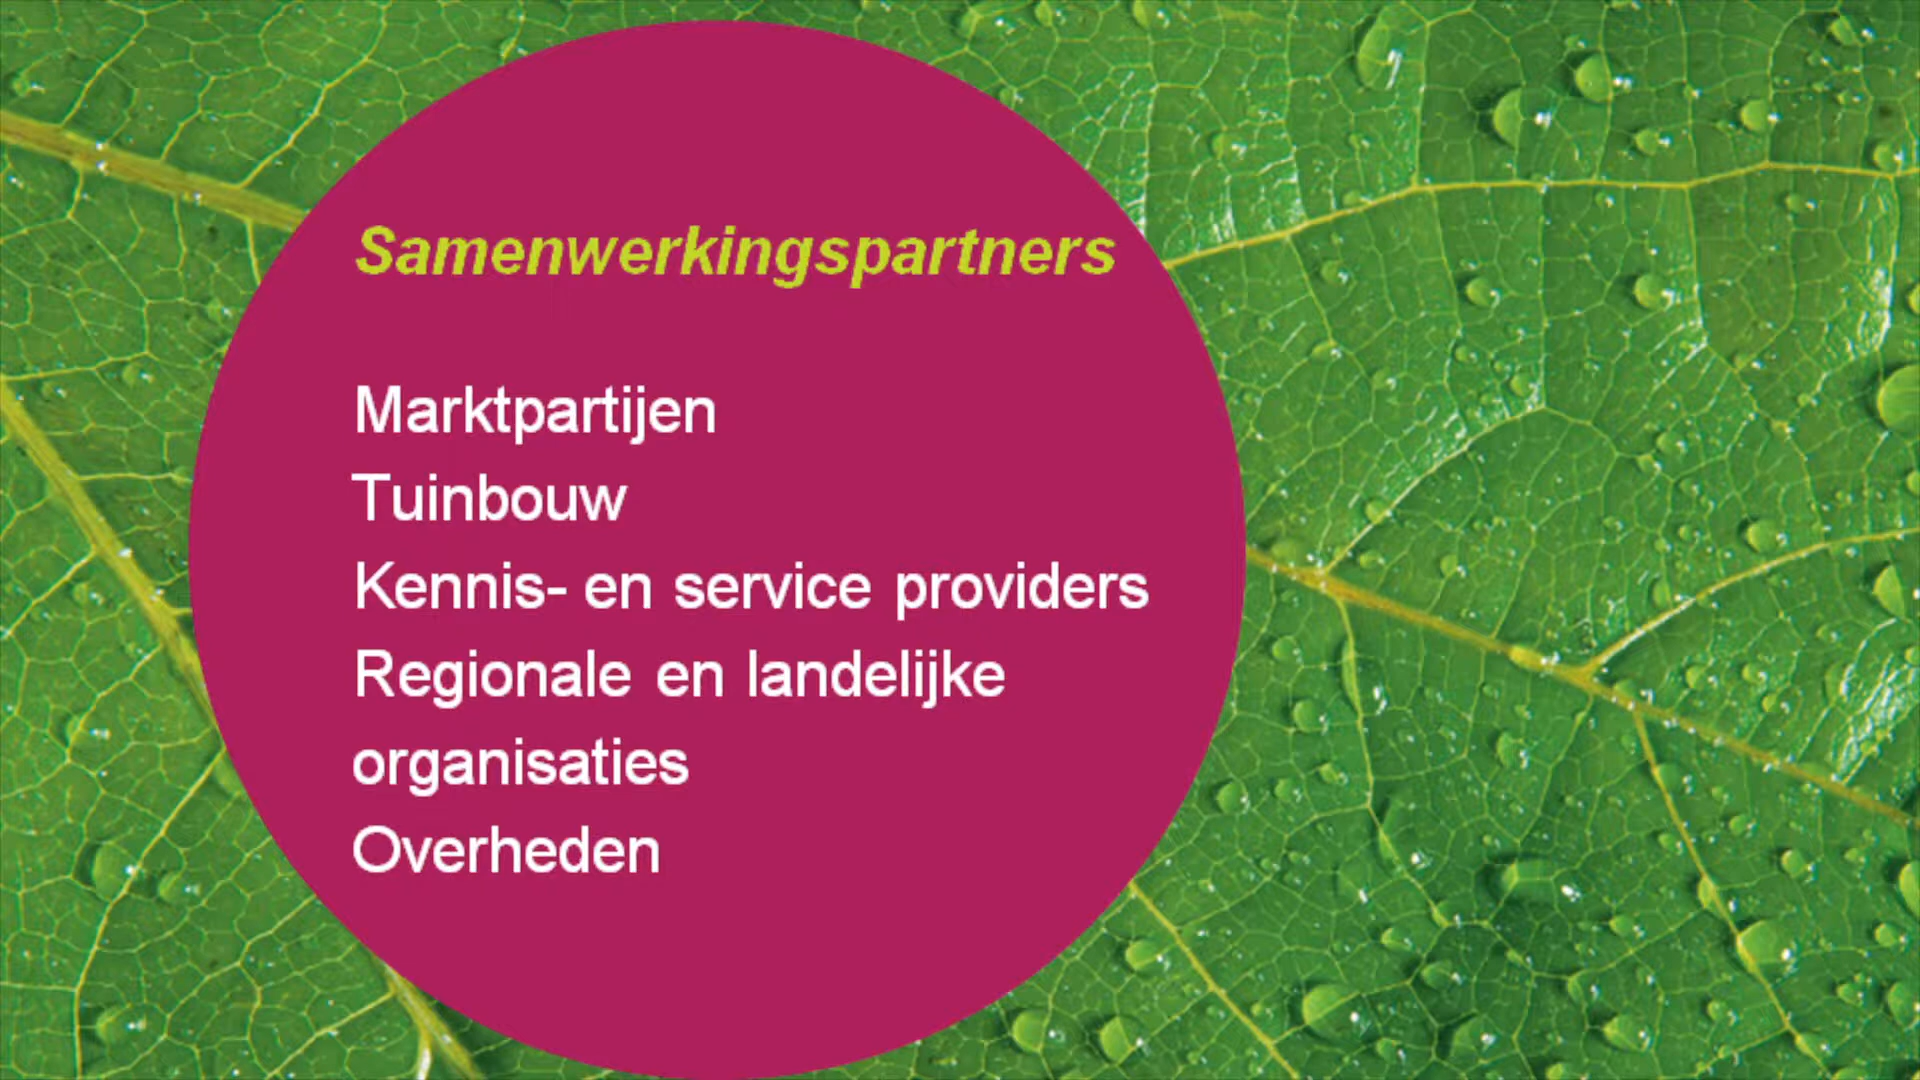 Samenwerkingspartners
Marktpartijen
Tuinbouw
Kennis- en service providers
Regionale en landelijke
organisaties
Overheden